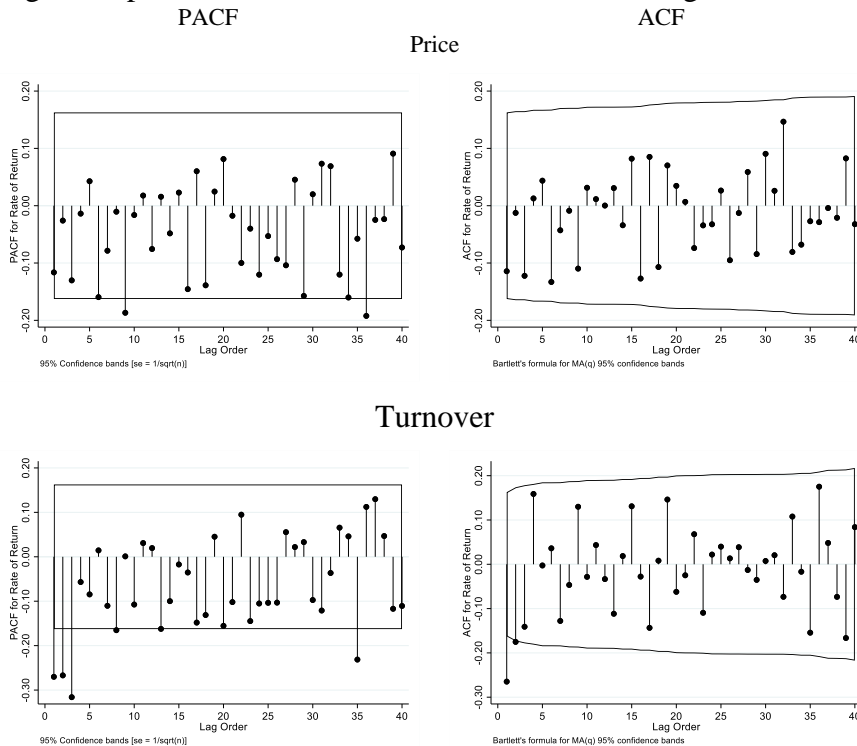 PACF ACF
Price
PACF for Rate of Return
0.20
0.10
0.00
-0.10
-0.20
0 5 10 15 20 25 30 35 40
Lag Order
95% Confidence bands [se = 1/sqrt(n)]
ACF for Rate of Return
0.20
0.10
0.00
-0.10
-0.20
0 5 10 15 20 25 30 35 40
Lag Order
Bartlett's formula for MA(q) 95% confidence bands
Turnover
PACF for Rate of Return
0.20
0.10
0.00
-0.10
-0.20
-0.30
0 5 10 15 20 25 30 35 40
Lag Order
95% Confidence bands [se = 1/sqrt(n)]
ACF for Rate of Return
0.20
0.10
0.00
-0.10
-0.20
-0.30
0 5 10 15 20 25 30 35 40
Lag Order
Bartlett's formula for MA(q) 95% confidence bands